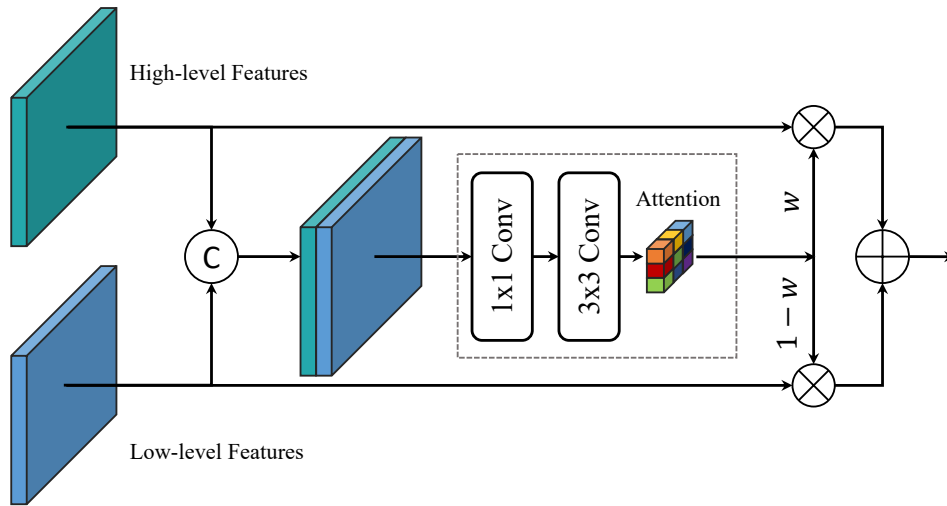 High-level Features
C
1x1 Conv
3x3 Conv
Attention
w
1 − w
Low-level Features